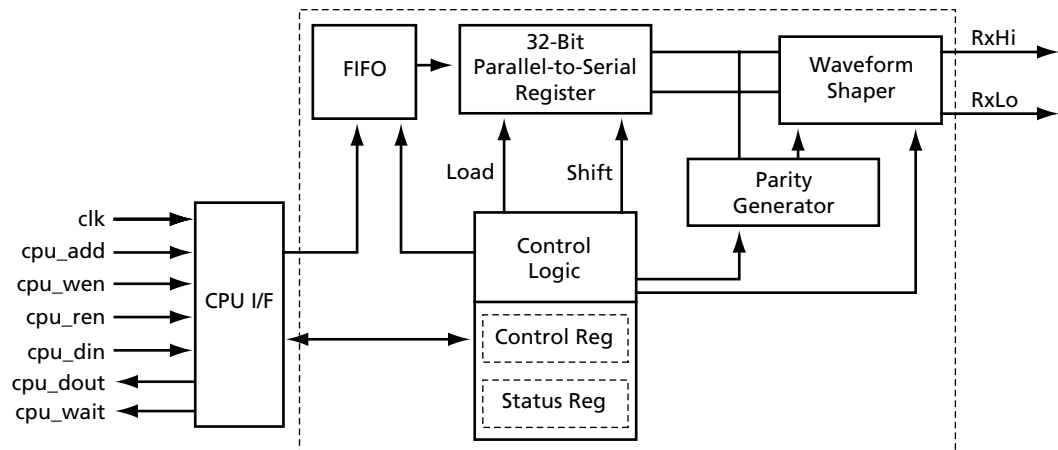 FIFO
32-Bit
Parallel-to-Serial
Register
Waveform
Shaper
RxHi
RxLo
Load
Shift
Parity
Generator
clk
cpu_add
cpu_wen
cpu_ren
cpu_din
cpu_dout
cpu_wait
CPU I/F
Control
Logic
Control Reg
Status Reg